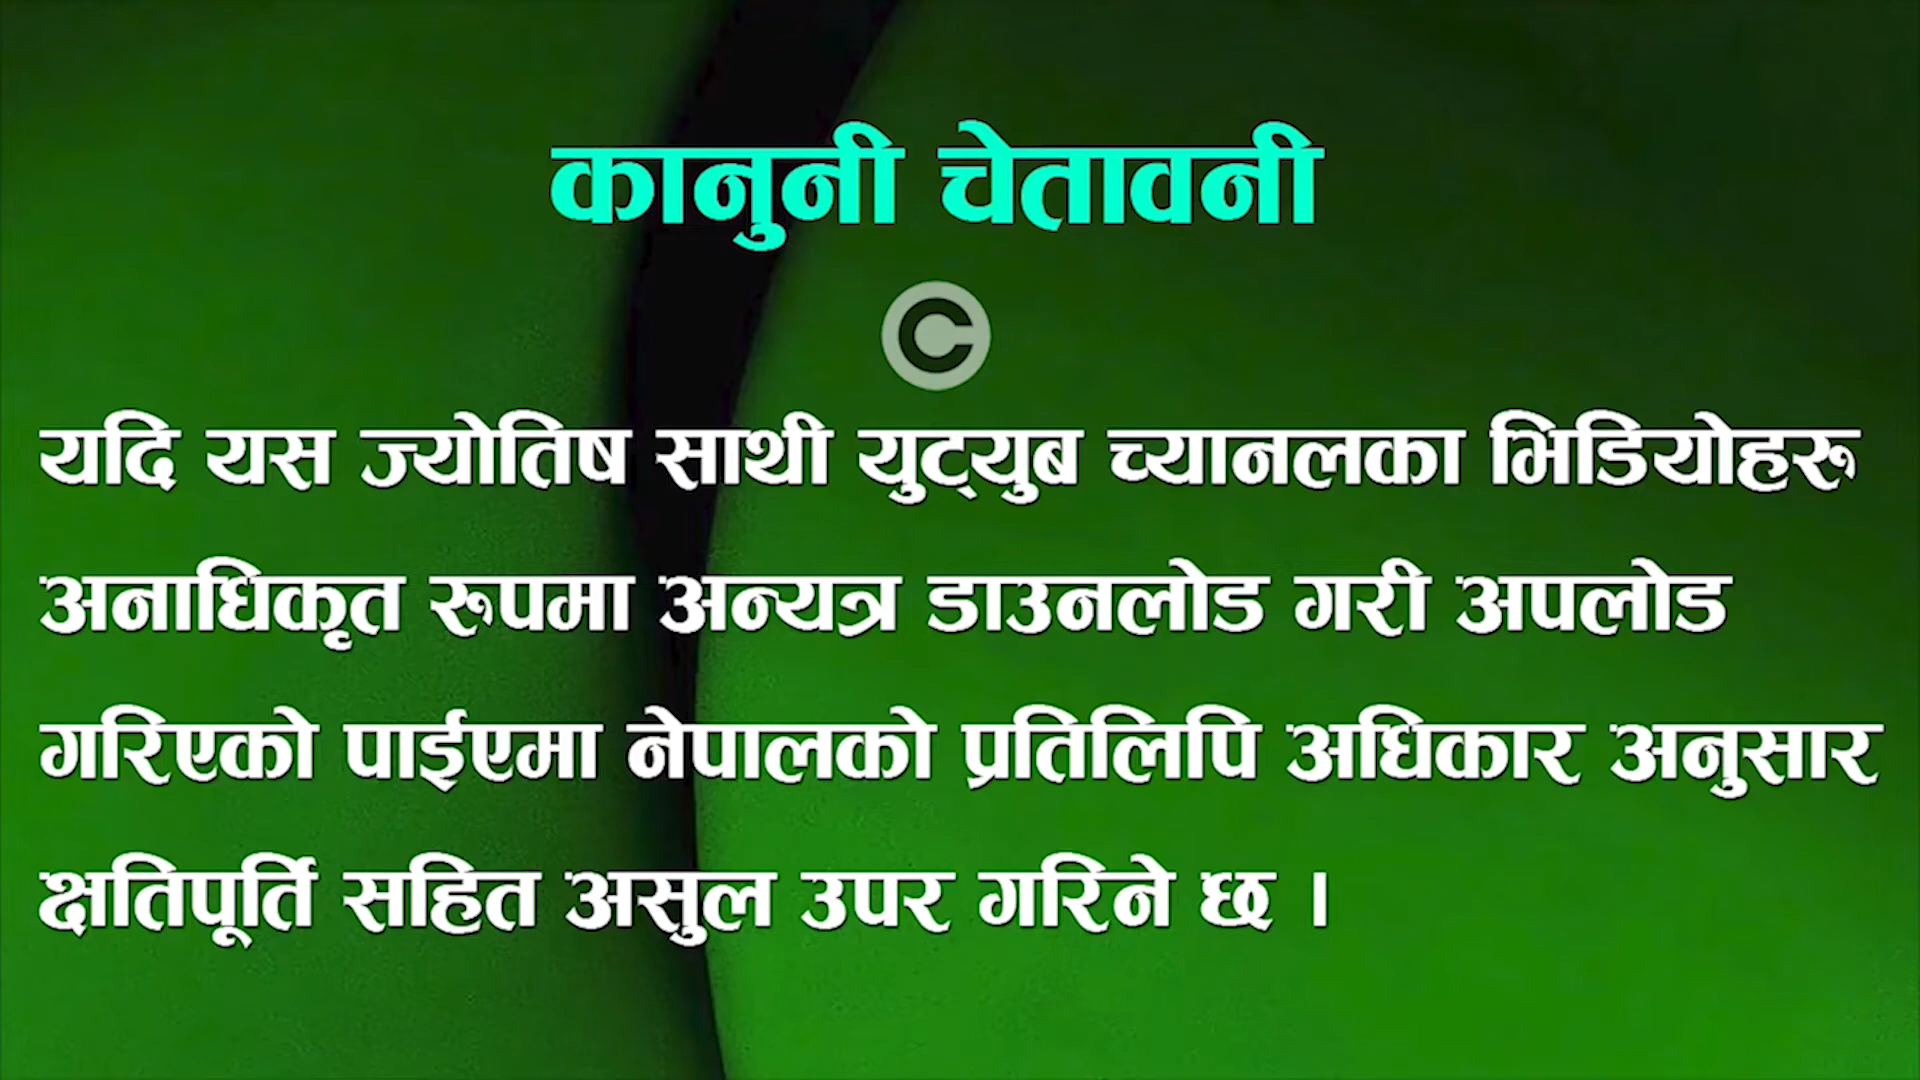 कानुनी चेतावनी
©
यदि यस ज्योतिष साथी युट्युब च्यानलका भिडियोहरू
अनाधिकृत रूपमा अन्यत्र डाउनलोड गरी अपलोड
गरिएको पाईएमा नेपालको प्रतिलिपि अधिकार अनुसार
क्षतिपूर्ति सहित असुल उपर गरिने छ ।